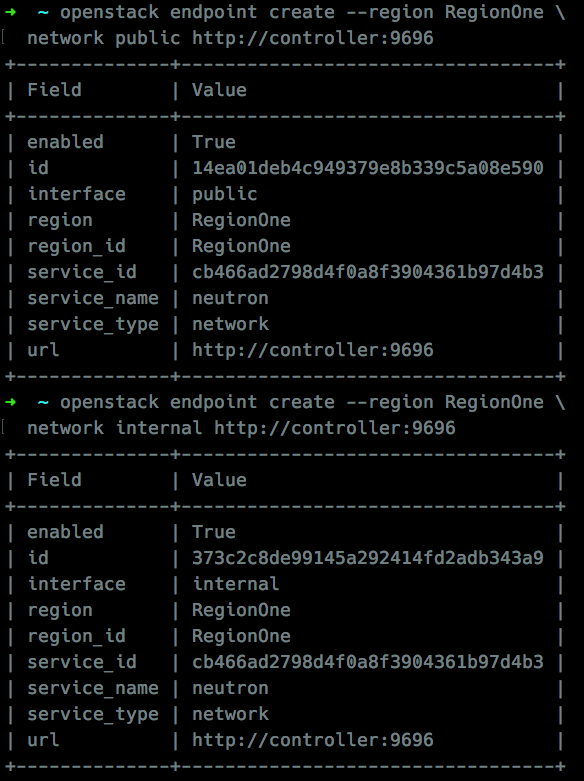 ➜  ~ openstack endpoint create --region RegionOne \
  network public http://controller:9696
+--------------+----------------------------------+
| Field        | Value                            |
+--------------+----------------------------------+
| enabled      | True                             |
| id           | 14ea01deb4c949379e8b339c5a08e590 |
| interface    | public                           |
| region       | RegionOne                        |
| region_id    | RegionOne                        |
| service_id   | cb466ad2798d4f0a8f3904361b97d4b3 |
| service_name | neutron                          |
| service_type | network                          |
| url          | http://controller:9696           |
+--------------+----------------------------------+
➜  ~ openstack endpoint create --region RegionOne \
  network internal http://controller:9696
+--------------+----------------------------------+
| Field        | Value                            |
+--------------+----------------------------------+
| enabled      | True                             |
| id           | 373c2c8de99145a292414fd2adb343a9 |
| interface    | internal                         |
| region       | RegionOne                        |
| region_id    | RegionOne                        |
| service_id   | cb466ad2798d4f0a8f3904361b97d4b3 |
| service_name | neutron                          |
| service_type | network                          |
| url          | http://controller:9696           |
+--------------+----------------------------------+